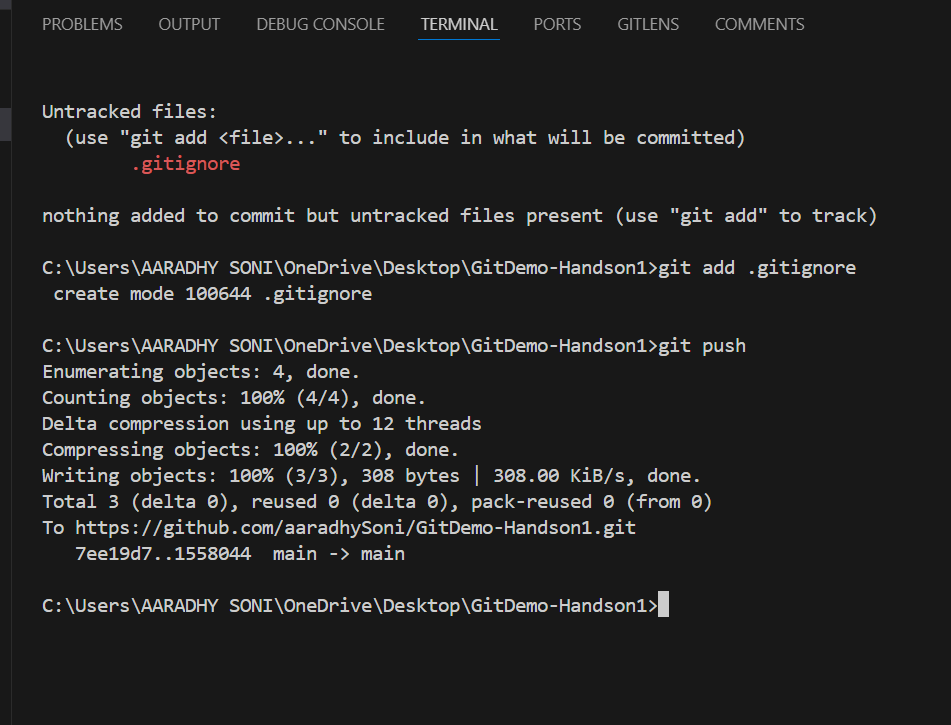 PROBLEMS OUTPUT DEBUG CONSOLE TERMINAL PORTS GITLENS COMMENTS
Untracked files:
(use "git add <file>..." to include in what will be committed)
.gitignore
nothing added to commit but untracked files present (use "git add" to track)
C:\Users\AARADHY SONI\OneDrive\Desktop\GitDemo-Handson1>git add .gitignore
create mode 100644 .gitignore
C:\Users\AARADHY SONI\OneDrive\Desktop\GitDemo-Handson1>git push
Enumerating objects: 4, done.
Counting objects: 100% (4/4), done.
Delta compression using up to 12 threads
Compressing objects: 100% (2/2), done.
Writing objects: 100% (3/3), 308 bytes | 308.00 KiB/s, done.
Total 3 (delta 0), reused 0 (delta 0), pack-reused 0 (from 0)
To https://github.com/aaradhySoni/GitDemo-Handson1.git
7ee19d7..1558044 main -> main
C:\Users\AARADHY SONI\OneDrive\Desktop\GitDemo-Handson1>